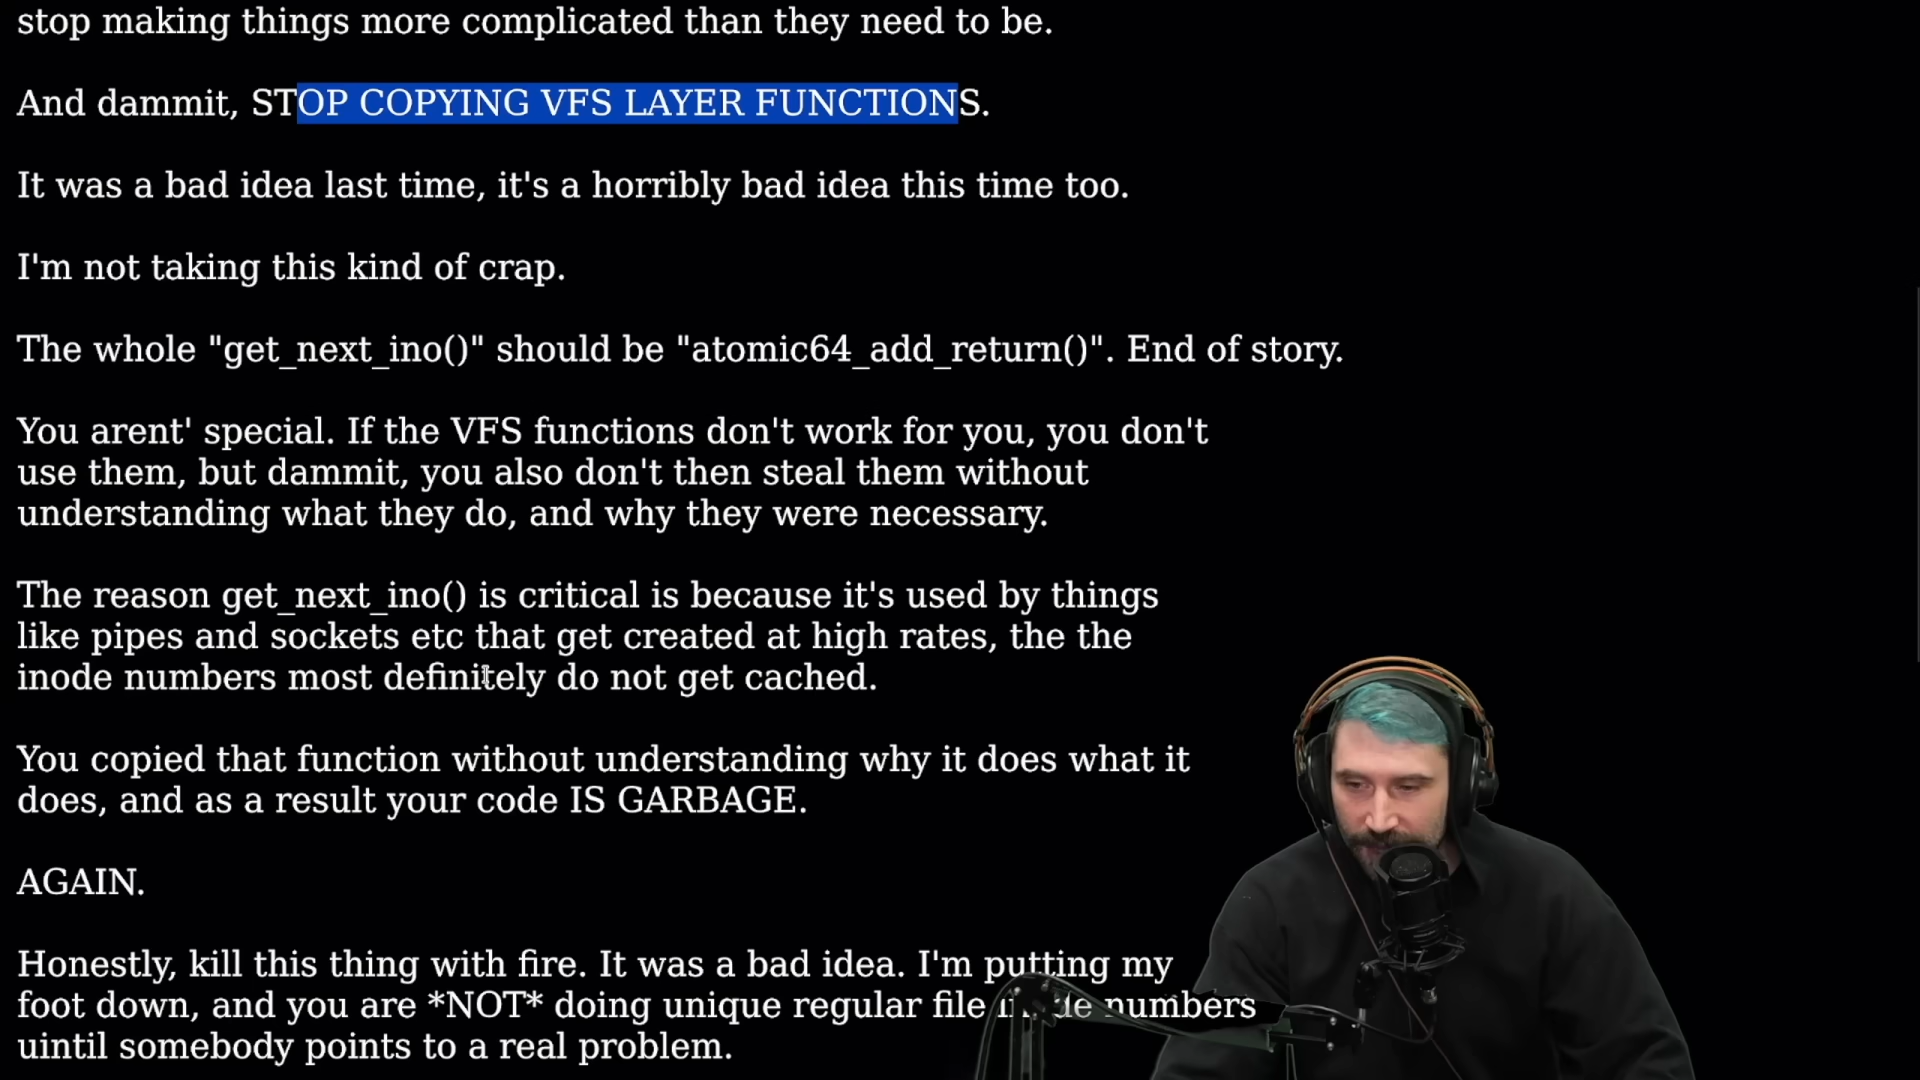 stop making things more complicated than they need to be.
And dammit, STOP COPYING VFS LAYER FUNCTIONS.
It was a bad idea last time, it's a horribly bad idea this time too.
I'm not taking this kind of crap.
The whole "get_next_ino()" should be "atomic64_add_return()". End of story.
You arent' special. If the VFS functions don't work for you, you don't
use them, but dammit, you also don't then steal them without
understanding what they do, and why they were necessary.
The reason get_next_ino() is critical is because it's used by things
like pipes and sockets etc that get created at high rates, the the
inode numbers most definitely do not get cached.
You copied that function without understanding why it does what it
does, and as a result your code IS GARBAGE.
AGAIN.
Honestly, kill this thing with fire. It was a bad idea. I'm putting my
foot down, and you are *NOT* doing unique regular file numbers
uintil somebody points to a real problem.